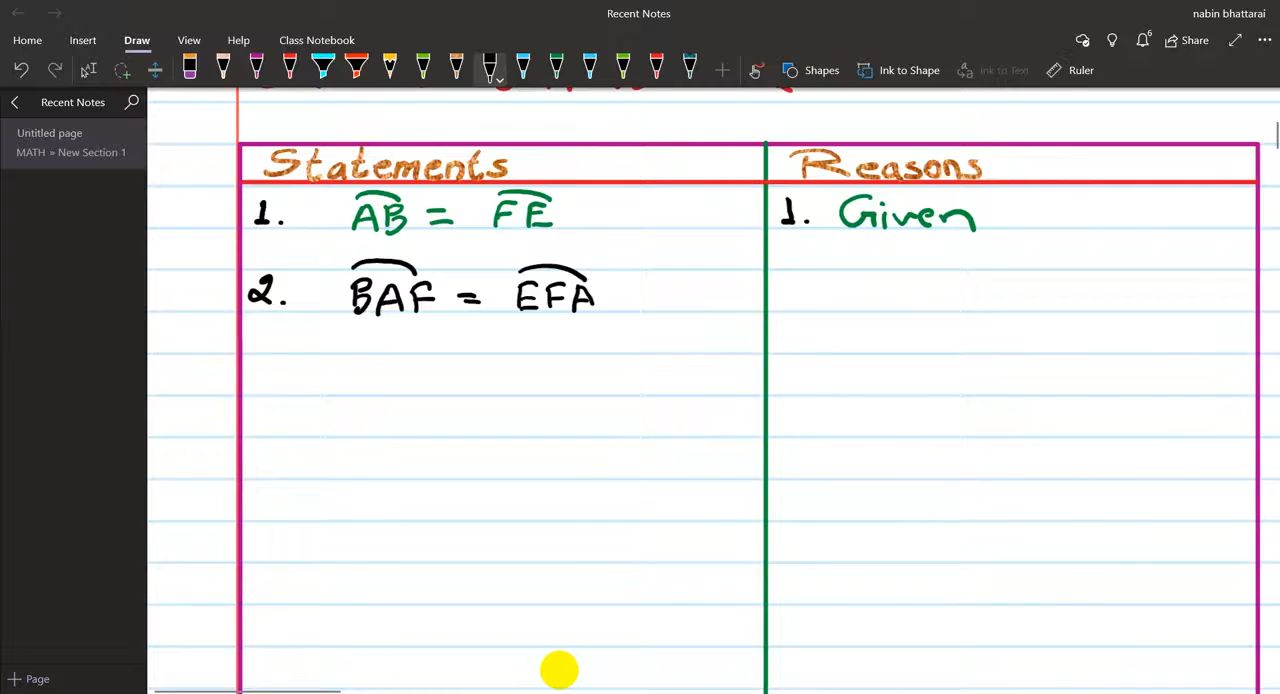 Recent Notes
nabin bhattarai
Home Insert Draw View Help Class Notebook
6 Share
Shapes Ink to Shape Ink to Text Ruler
Recent Notes
Untitled page
MATH » New Section 1
Statements Reasons
1. AB = FE 1. Given
2. BAF = EFA
Page